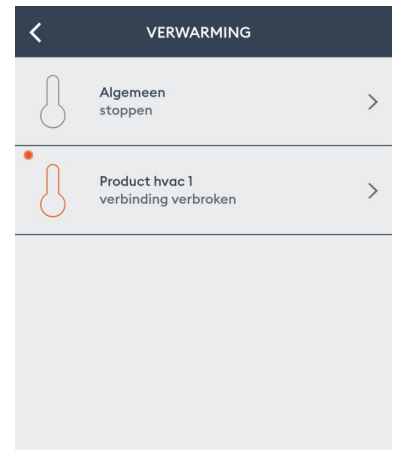 VERWARMING
Algemeen
stoppen
Product hvac 1
verbinding verbroken